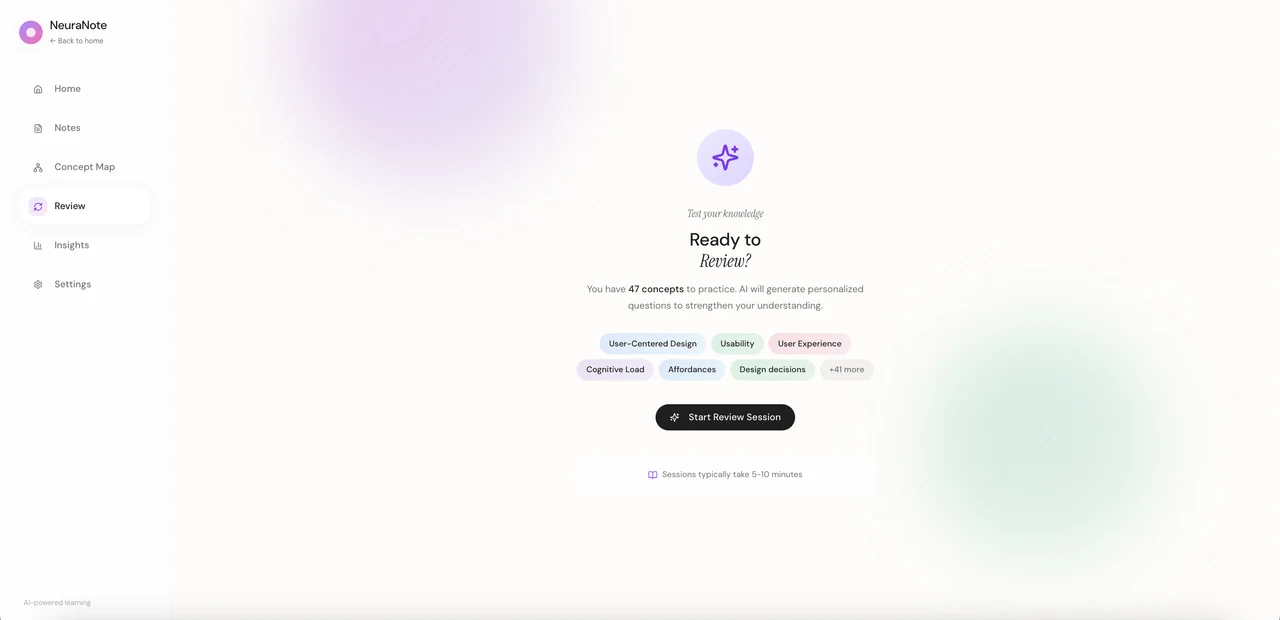 NeuraNote
← Back to home
Home
Notes
Concept Map
Review
Insights
Settings
AI-powered learning
Test your knowledge
Ready to
Review?
You have 47 concepts to practice. AI will generate personalized
questions to strengthen your understanding.
User-Centered Design Usability User Experience
Cognitive Load Affordances Design decisions +41 more
Start Review Session
Sessions typically take 5-10 minutes